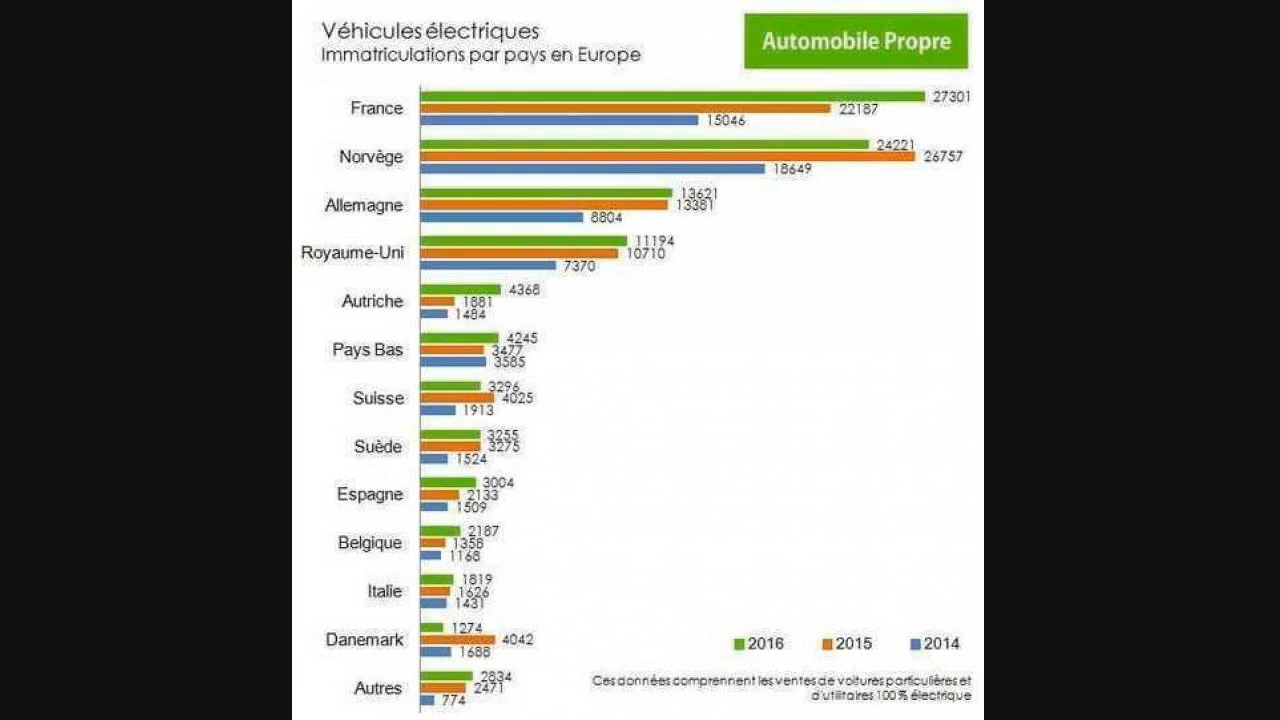 Véhicules électriques
Immatriculations par pays en Europe
Automobile Propre
France
27301
22187
15046
Norvège
24221
26757
18649
Allemagne
13621
13381
8804
Royaume-Uni
11194
10710
7370
Autriche
4368
1881
1484
Pays Bas
4245
3477
3585
Suisse
3296
4025
1913
Suède
3255
3275
1524
Espagne
3004
2133
1509
Belgique
2187
1358
1168
Italie
1819
1626
1431
Danemark
1274
4042
1688
2016 2015 2014
Autres
2834
2471
774
Ces données comprennent les ventes de voitures particulières et
d'utilitaires 100% électrique